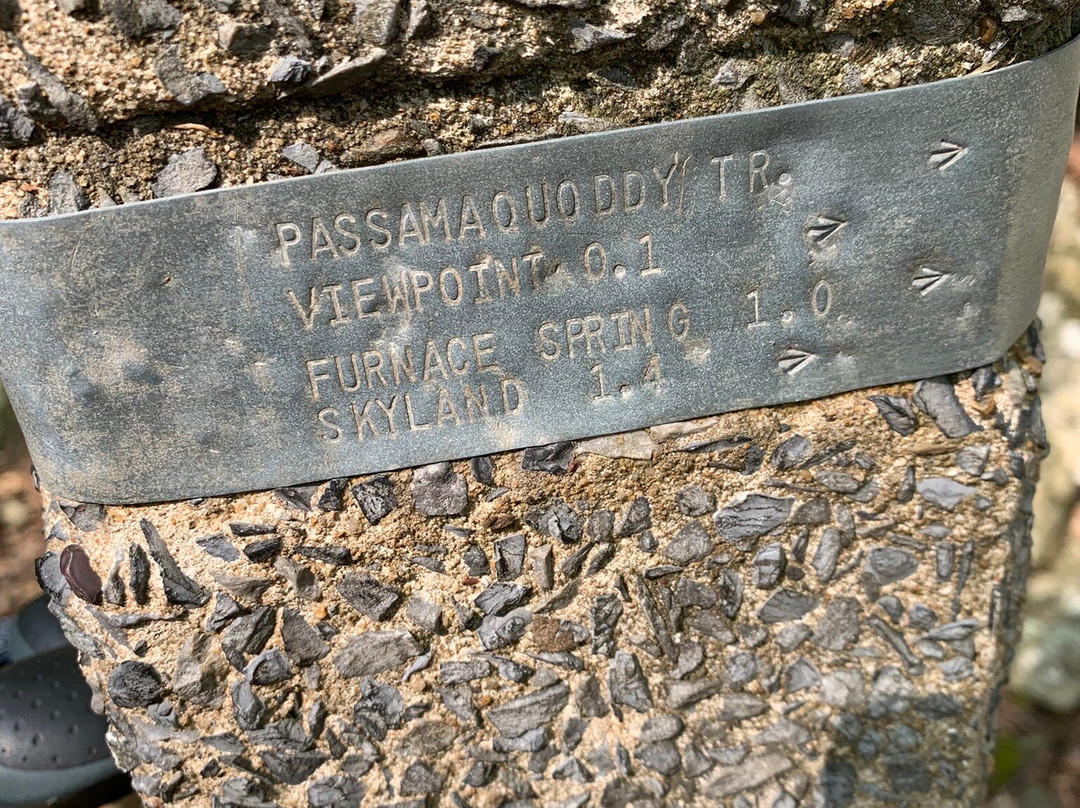 PASSAMAQUODDY TR.
VIEWPOINT 0.1
FURNACE SPRING 1.0
SKYLAND 1.4